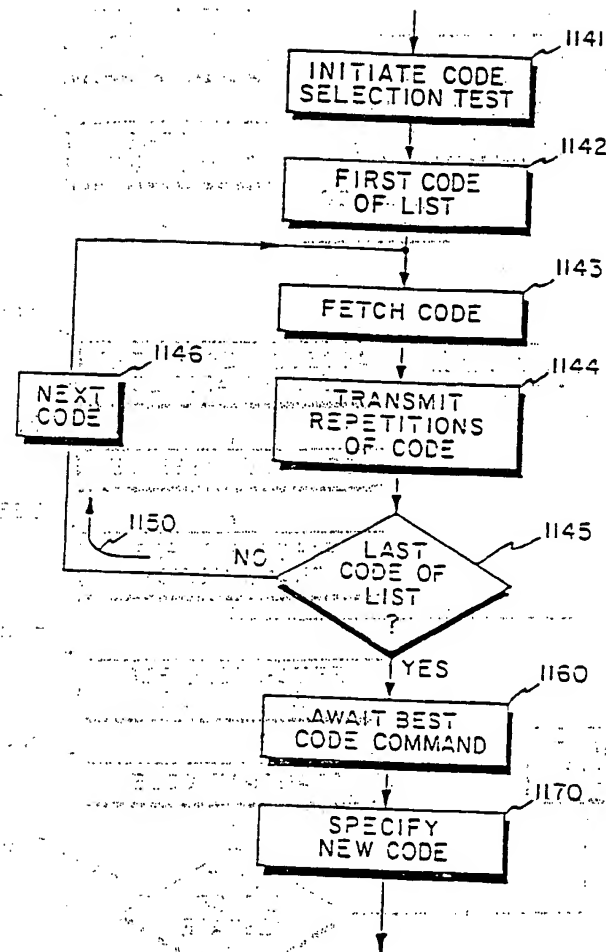 1141
INITIATE CODE
SELECTION TEST
1142
FIRST CODE
OF LIST
1143
FETCH CODE
1146
NEXT
CODE
1144
TRANSMIT
REPETITIONS
OF CODE
1150
NO
1145
LAST
CODE OF
LIST
?
YES
1160
AWAIT BEST
CODE COMMAND
1170
SPECIFY
NEW CODE